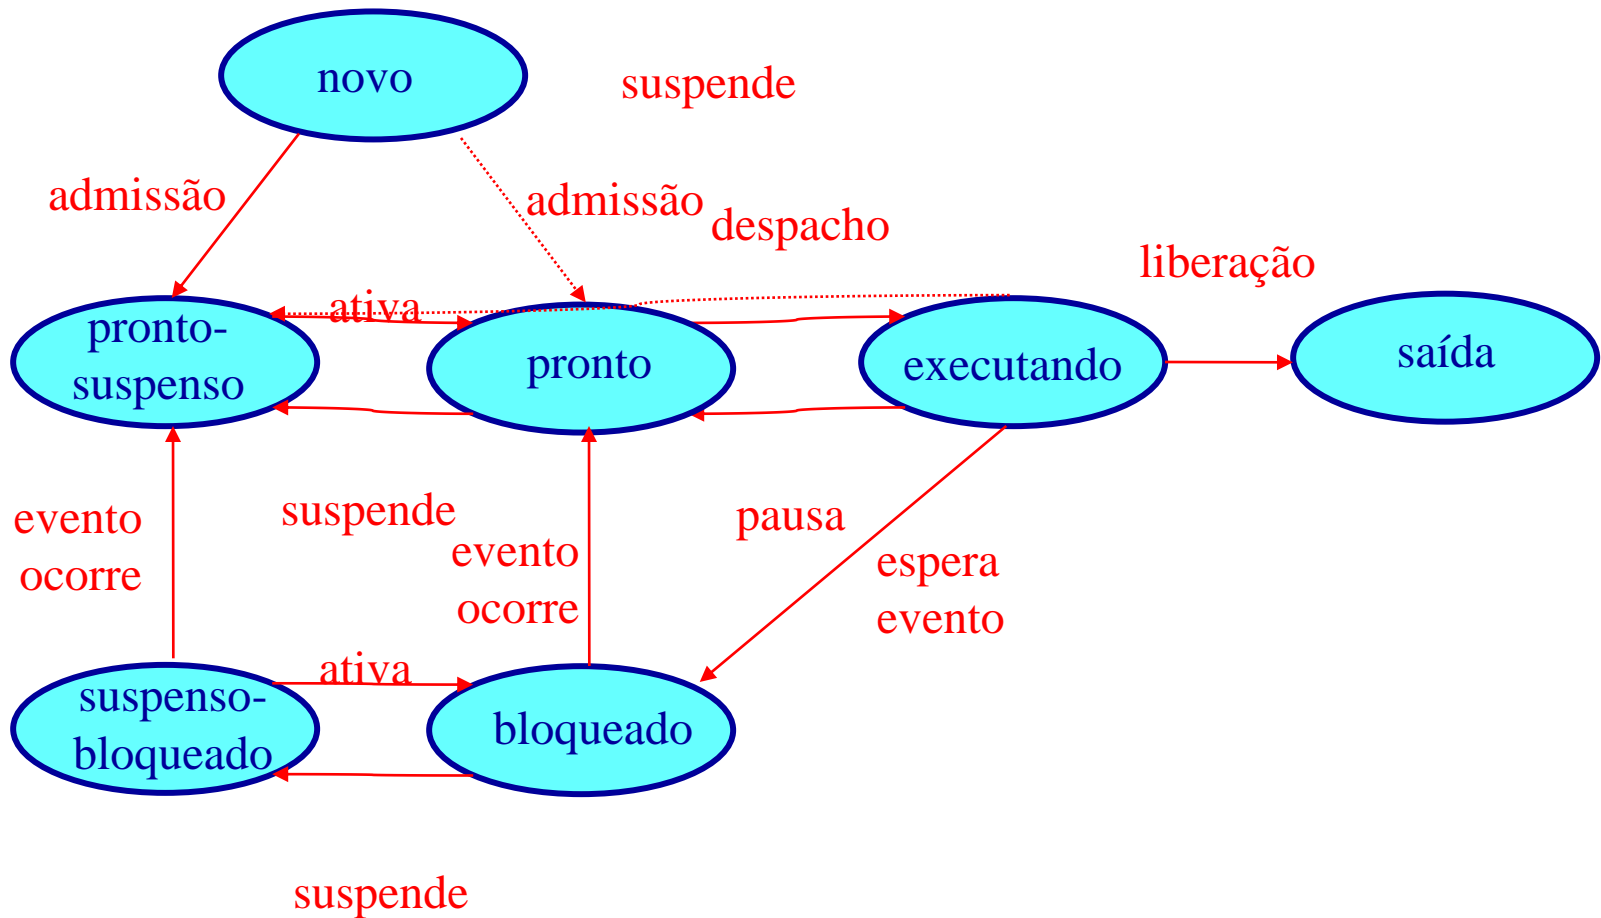 novo
suspende
admissão
admissão
despacho
liberação
ativa
pronto-
suspenso
pronto
executando
saída
evento
ocorre
suspende
evento
ocorre
pausa
espera
evento
ativa
suspenso-
bloqueado
bloqueado
suspende